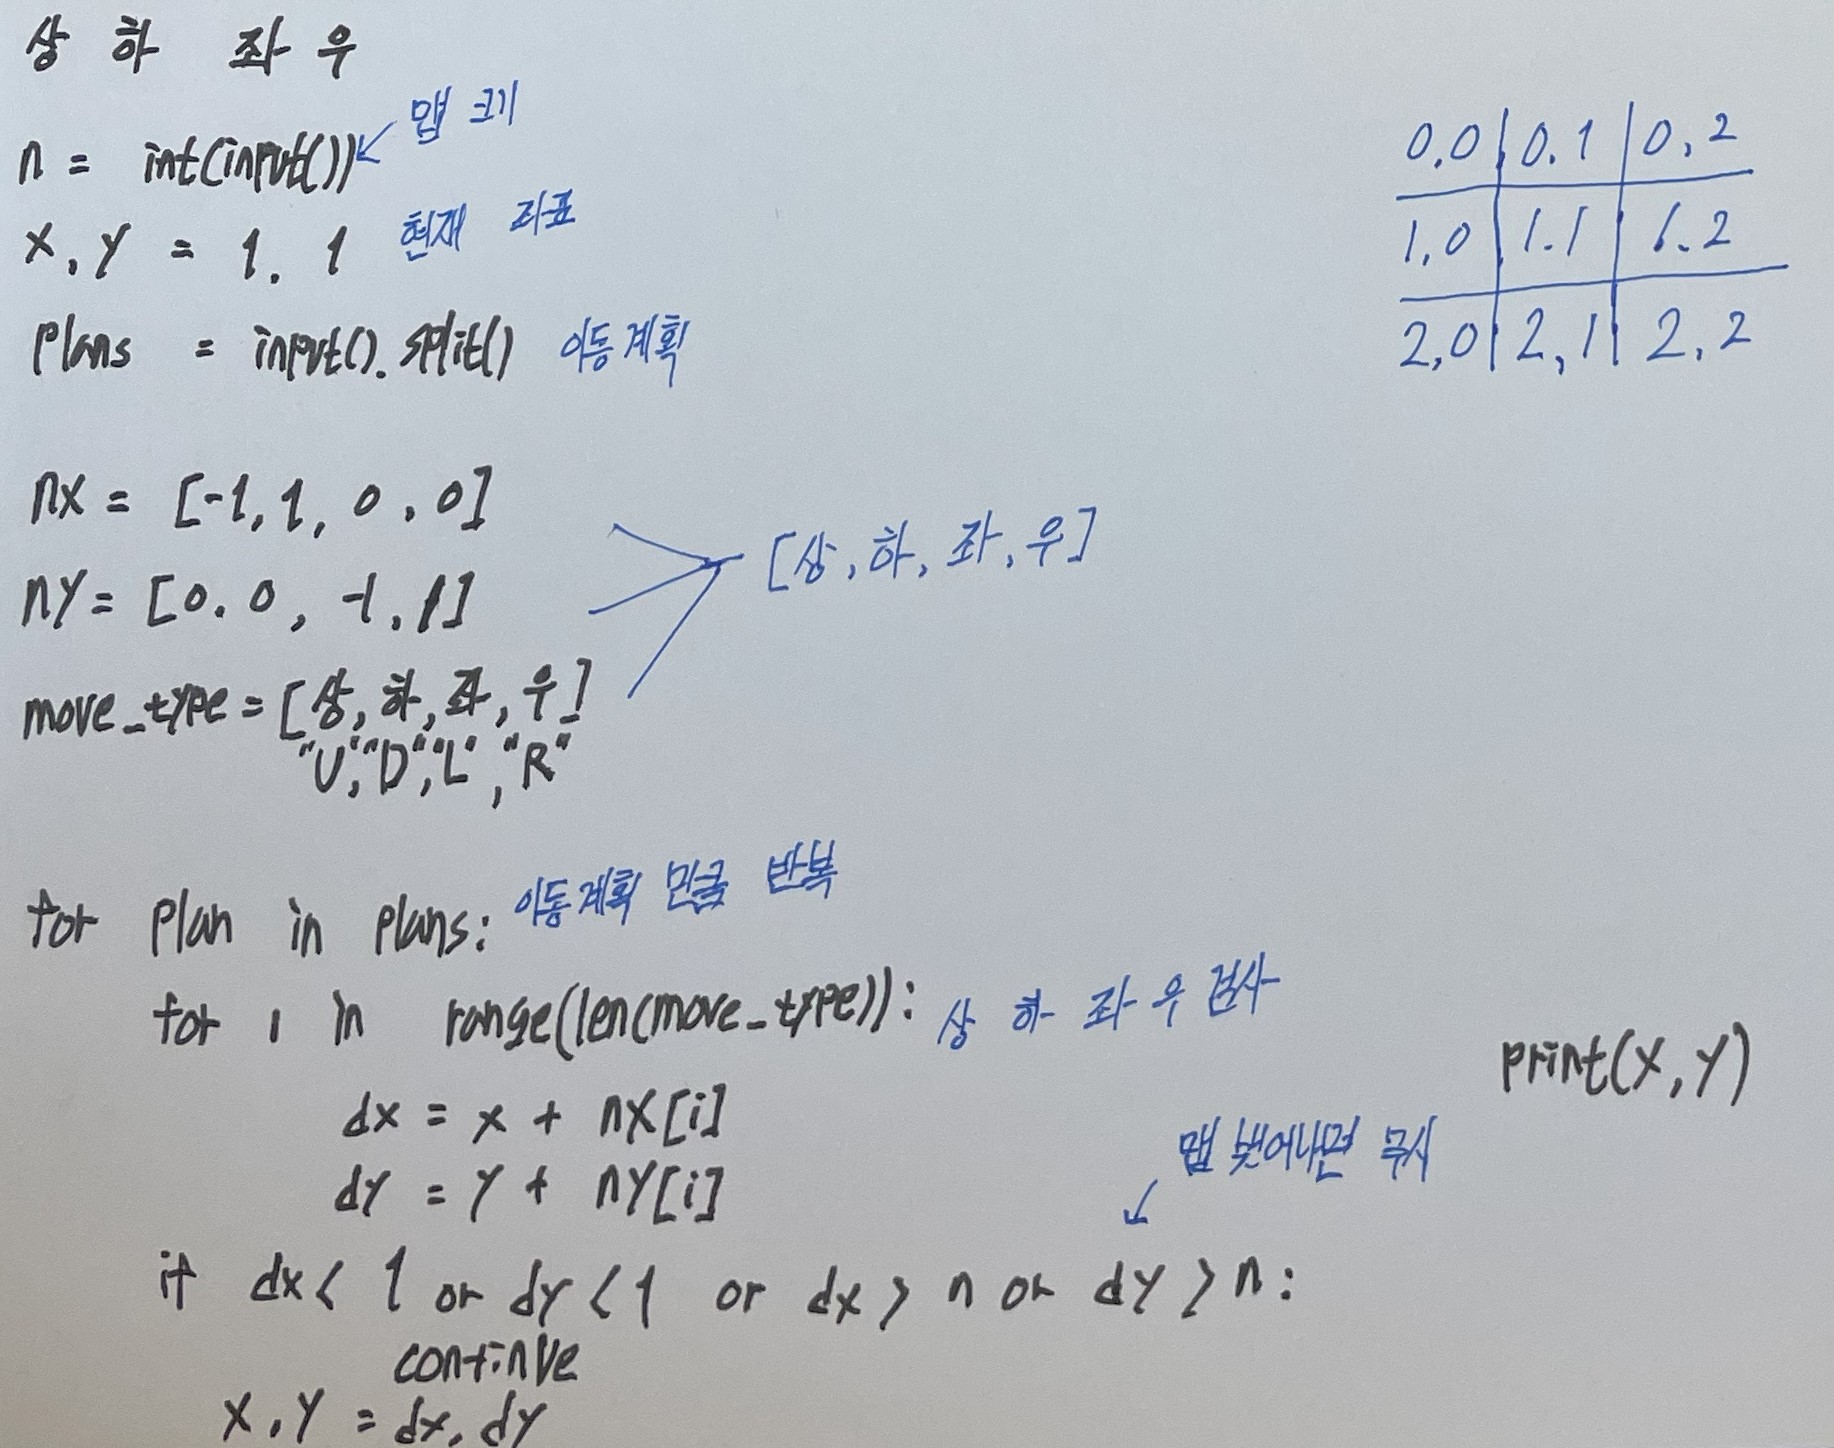 상 하 좌 우
맵 크기
n = int(input())
x, y = 1, 1 현재 좌표
plans = input().split() 이동계획
0,0 0.1 0,2
1,0 1.1 1.2
2,0 2,1 2,2
nx = [-1, 1, 0, 0]
ny = [0. 0, -1, 1]
[상, 하, 좌, 우]
move_type = [상, 하, 좌, 우]
"U", "D", "L", "R"
for plan in plans: 이동계획 만큼 반복
for i in range(len(move_type)): 상 하 좌 우 검사
dx = x + nx[i]
dy = y + ny[i]
맵 벗어나면 무시
if dx < 1 or dy < 1 or dx > n or dy > n:
continue
x, y = dx, dy
print(x, y)